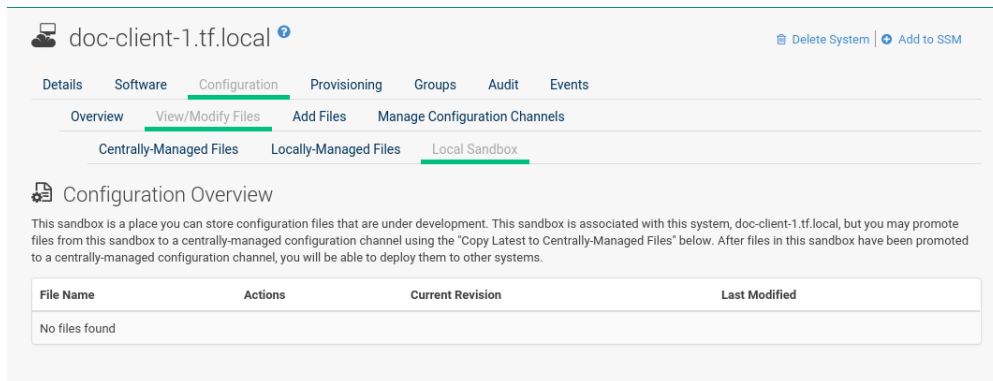 doc-client-1.tf.local ?
Delete System | Add to SSM
Details Software Configuration Provisioning Groups Audit Events
Overview View/Modify Files Add Files Manage Configuration Channels
Centrally-Managed Files Locally-Managed Files Local Sandbox
Configuration Overview
This sandbox is a place you can store configuration files that are under development. This sandbox is associated with this system, doc-client-1.tf.local, but you may promote
files from this sandbox to a centrally-managed configuration channel using the "Copy Latest to Centrally-Managed Files" below. After files in this sandbox have been promoted
to a centrally-managed configuration channel, you will be able to deploy them to other systems.
File Name Actions Current Revision Last Modified
No files found